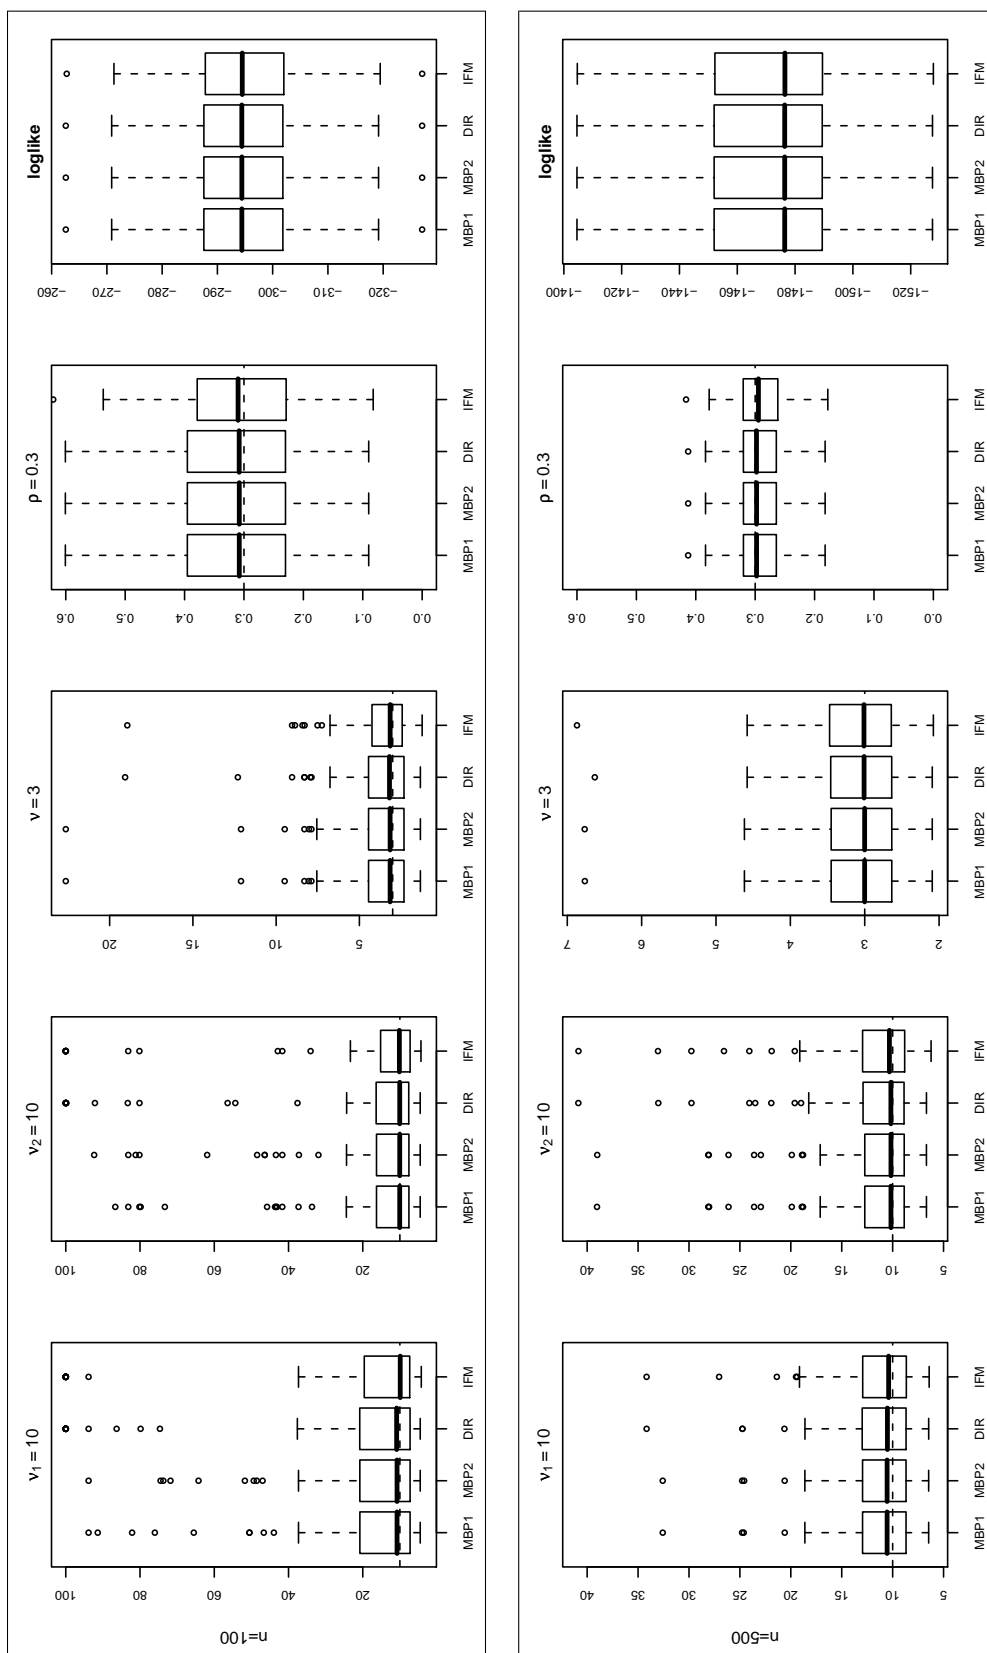 n=100
ν₁ = 10
100
80
60
40
20
MBP1 MBP2 DIR IFM
ν₂ = 10
100
80
60
40
20
MBP1 MBP2 DIR IFM
ν = 3
20
15
10
5
MBP1 MBP2 DIR IFM
ρ = 0.3
0.6
0.5
0.4
0.3
0.2
0.1
0.0
MBP1 MBP2 DIR IFM
loglike
−260
−270
−280
−290
−300
−310
−320
MBP1 MBP2 DIR IFM
n=500
ν₁ = 10
40
35
30
25
20
15
10
5
MBP1 MBP2 DIR IFM
ν₂ = 10
40
35
30
25
20
15
10
5
MBP1 MBP2 DIR IFM
ν = 3
7
6
5
4
3
2
MBP1 MBP2 DIR IFM
ρ = 0.3
0.6
0.5
0.4
0.3
0.2
0.1
0.0
MBP1 MBP2 DIR IFM
loglike
−1400
−1420
−1440
−1460
−1480
−1500
−1520
MBP1 MBP2 DIR IFM